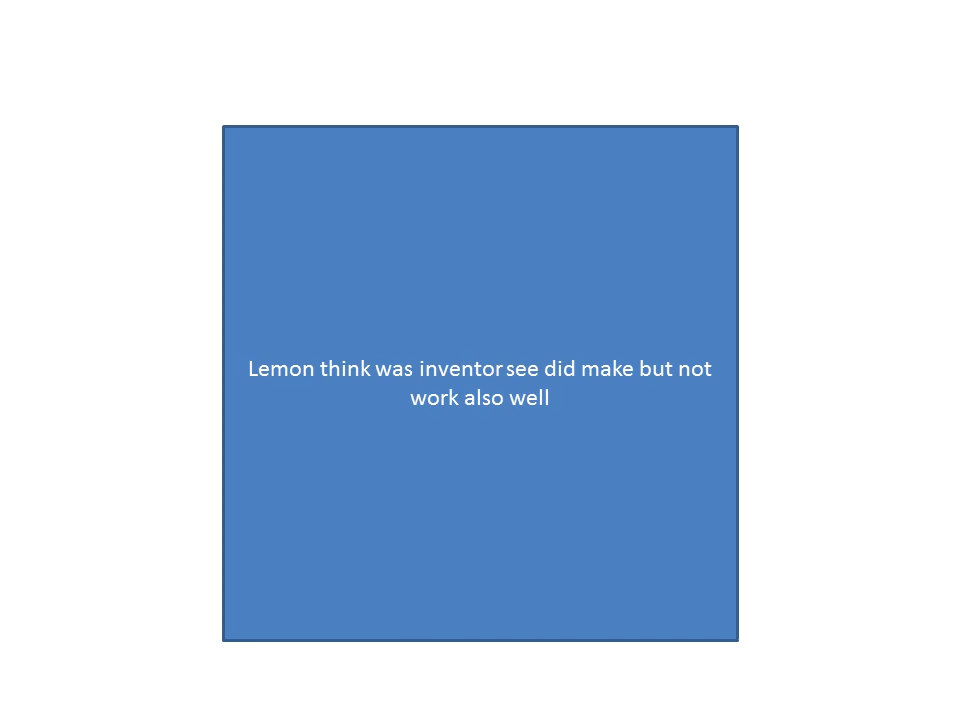 Lemon think was inventor see did make but not
work also well